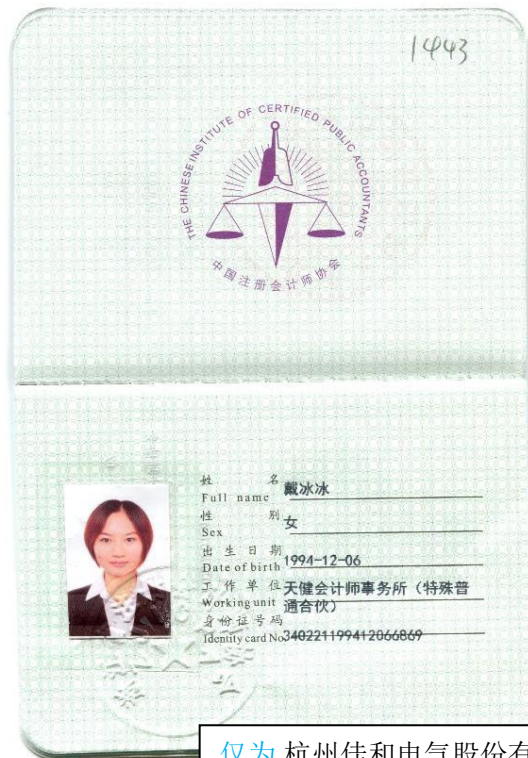 1443
THE CHINESE INSTITUTE OF CERTIFIED PUBLIC ACCOUNTANTS
中国注册会计师协会
姓名 戴冰冰
Full name
性别 女
Sex
出生日期 1994-12-06
Date of birth
工作单位 天健会计师事务所（特殊普
Working unit 通合伙）
身份证号码
Identity card No. 340221199412066869
仅为 杭州佳和电气股份有